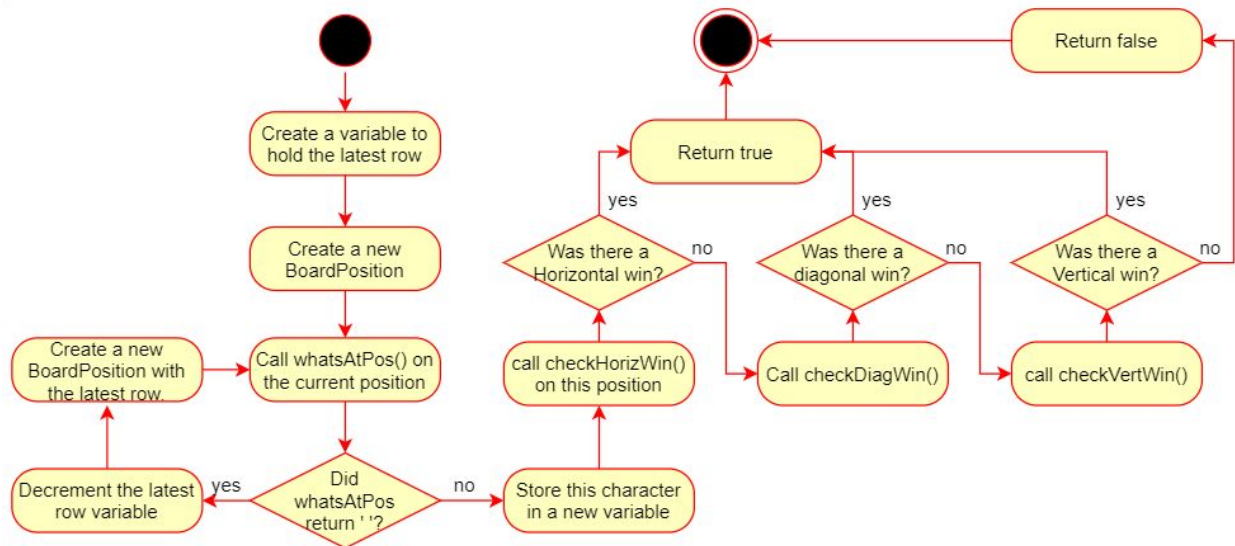 Create a variable to
hold the latest row
Create a new
BoardPosition
Create a new
BoardPosition with
the latest row.
Call whatsAtPos() on
the current position
Decrement the latest
row variable
yes
Did
whatsAtPos
return ' '?
no
Store this character
in a new variable
call checkHorizWin()
on this position
Was there a
Horizontal win?
yes
no
Return true
Call checkDiagWin()
Was there a
diagonal win?
yes
no
call checkVertWin()
Was there a
Vertical win?
yes
no
Return false